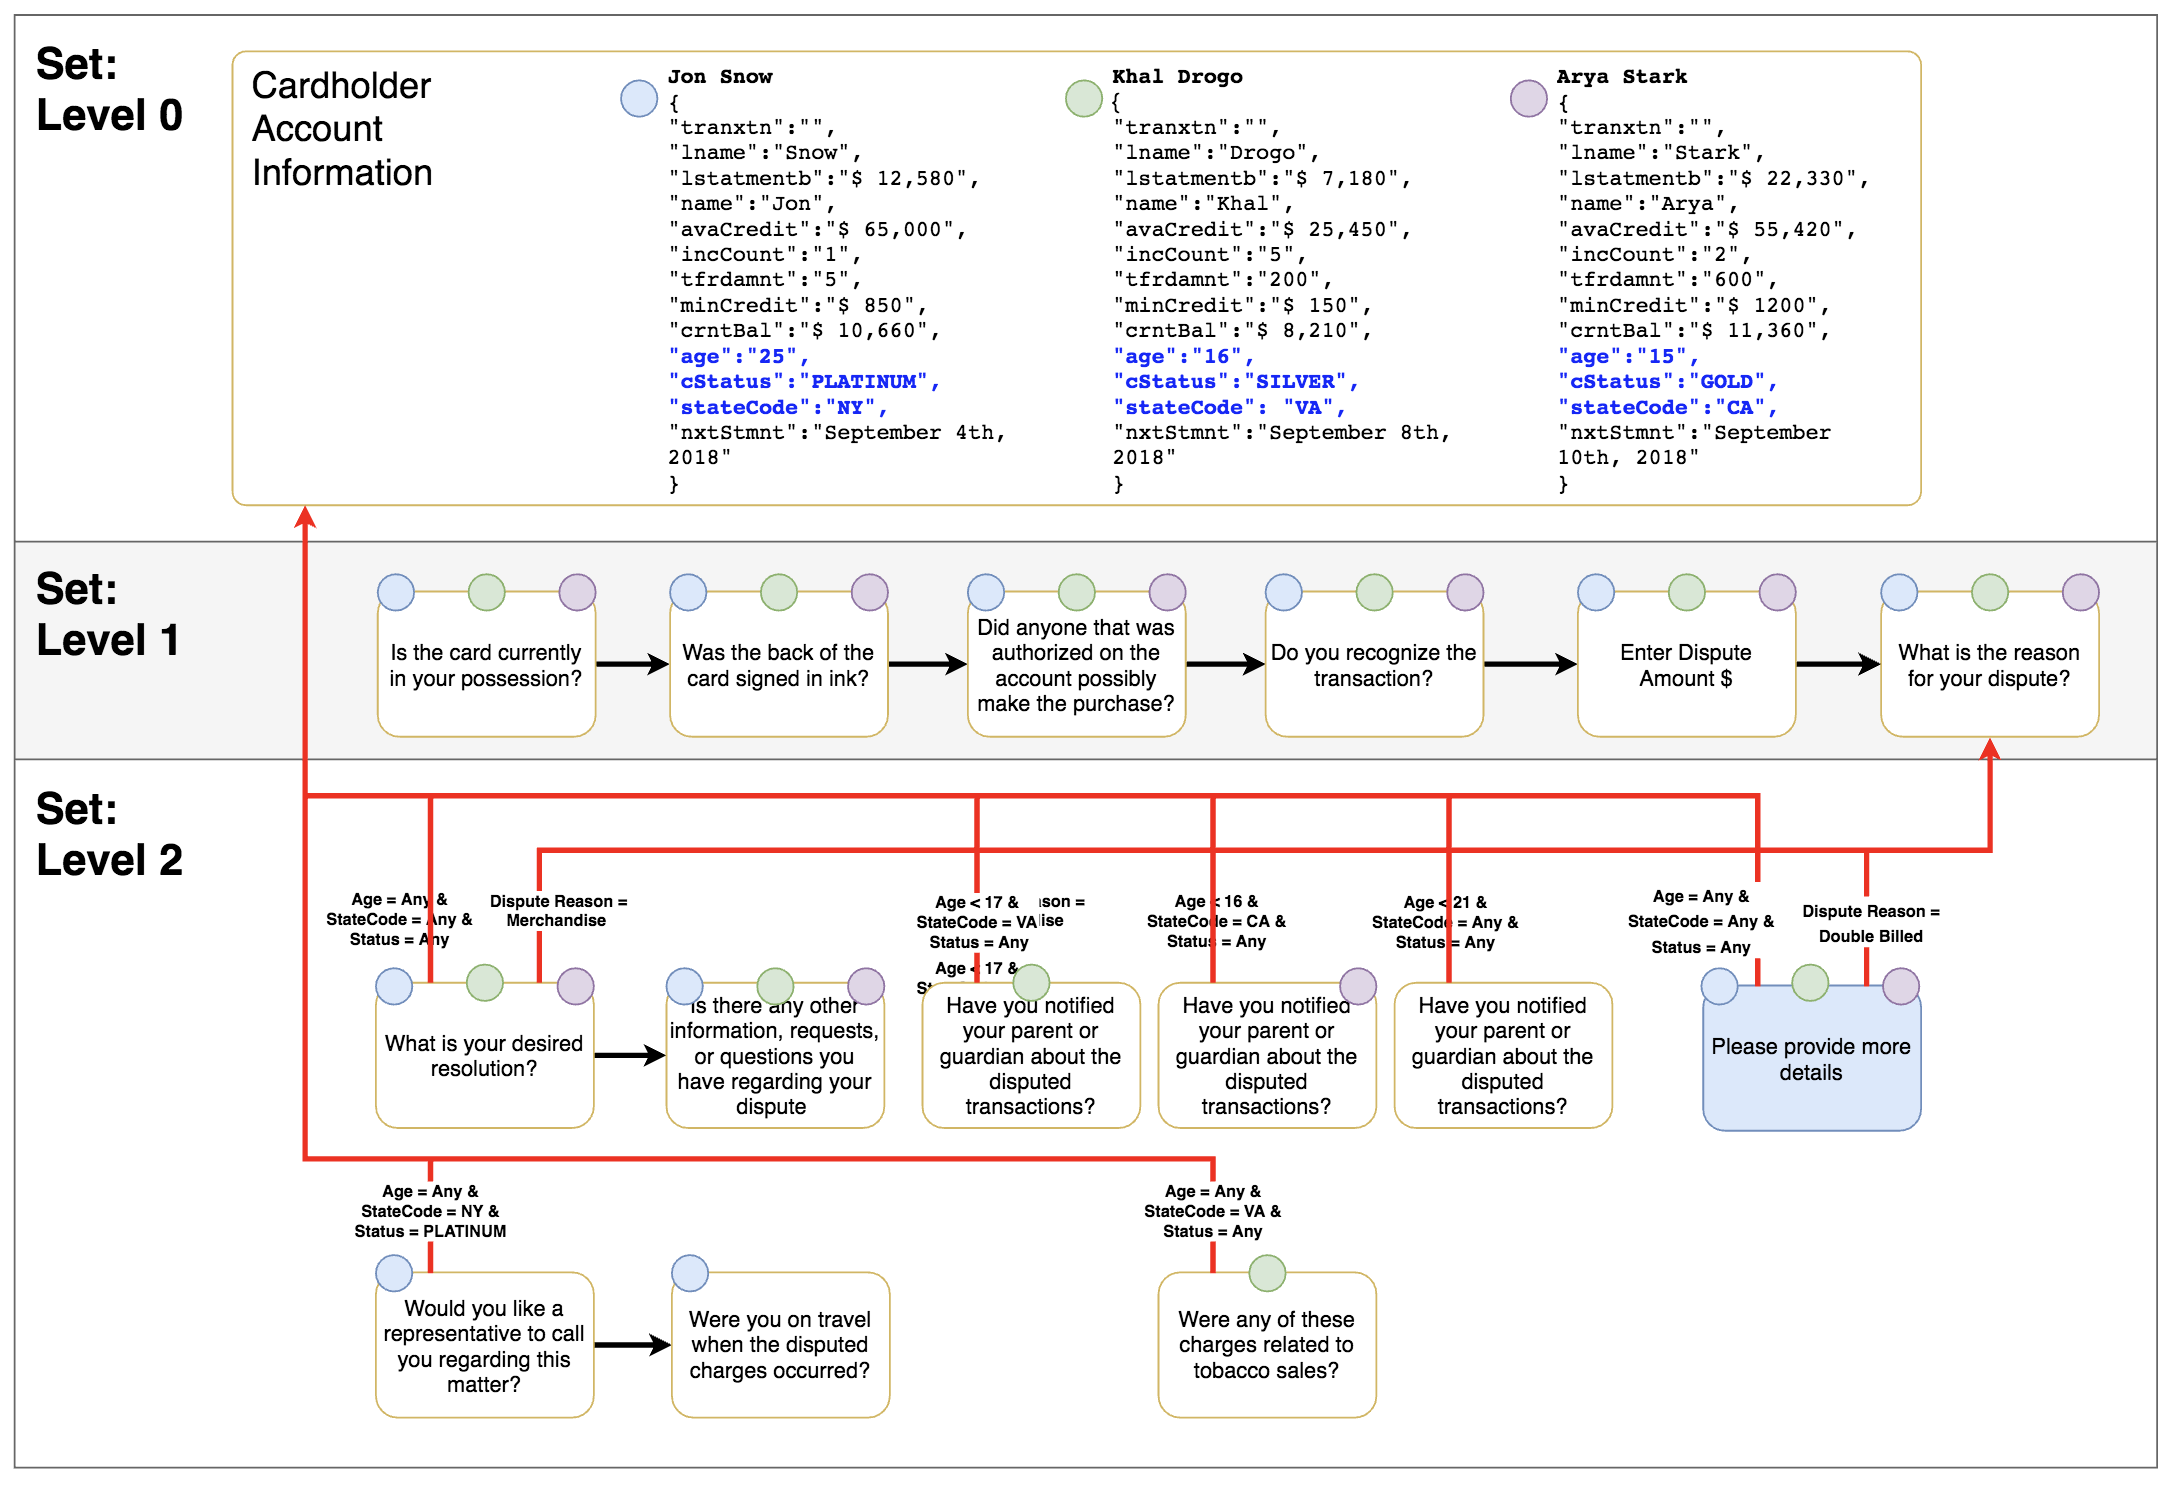 Set:
Level 0
Cardholder
Account
Information
Jon Snow
{
"tranxtn":"",
"lname":"Snow",
"lstatmentb":"$ 12,580",
"name":"Jon",
"avaCredit":"$ 65,000",
"incCount":"1",
"tfrdamnt":"5",
"minCredit":"$ 850",
"crntBal":"$ 10,660",
"age":"25",
"cStatus":"PLATINUM",
"stateCode":"NY",
"nxtStmnt":"September 4th,
2018"
}
Khal Drogo
{
"tranxtn":"",
"lname":"Drogo",
"lstatmentb":"$ 7,180",
"name":"Khal",
"avaCredit":"$ 25,450",
"incCount":"5",
"tfrdamnt":"200",
"minCredit":"$ 150",
"crntBal":"$ 8,210",
"age":"16",
"cStatus":"SILVER",
"stateCode": "VA",
"nxtStmnt":"September 8th,
2018"
}
Arya Stark
{
"tranxtn":"",
"lname":"Stark",
"lstatmentb":"$ 22,330",
"name":"Arya",
"avaCredit":"$ 55,420",
"incCount":"2",
"tfrdamnt":"600",
"minCredit":"$ 1200",
"crntBal":"$ 11,360",
"age":"15",
"cStatus":"GOLD",
"stateCode":"CA",
"nxtStmnt":"September
10th, 2018"
}
Set:
Level 1
Is the card currently
in your possession?
Was the back of the
card signed in ink?
Did anyone that was
authorized on the
account possibly
make the purchase?
Do you recognize the
transaction?
Enter Dispute
Amount $
What is the reason
for your dispute?
Set:
Level 2
Age = Any &
StateCode = Any &
Status = Any
Dispute Reason =
Merchandise
Age < 17 &
StateCode = VA
Status = Any
Age < 17 &
Age < 16 &
StateCode = CA &
Status = Any
Age < 21 &
StateCode = Any &
Status = Any
Age = Any &
StateCode = Any &
Status = Any
Dispute Reason =
Double Billed
What is your desired
resolution?
Is there any other
information, requests,
or questions you
have regarding your
dispute
Have you notified
your parent or
guardian about the
disputed
transactions?
Have you notified
your parent or
guardian about the
disputed
transactions?
Have you notified
your parent or
guardian about the
disputed
transactions?
Please provide more
details
Age = Any &
StateCode = NY &
Status = PLATINUM
Age = Any &
StateCode = VA &
Status = Any
Would you like a
representative to call
you regarding this
matter?
Were you on travel
when the disputed
charges occurred?
Were any of these
charges related to
tobacco sales?